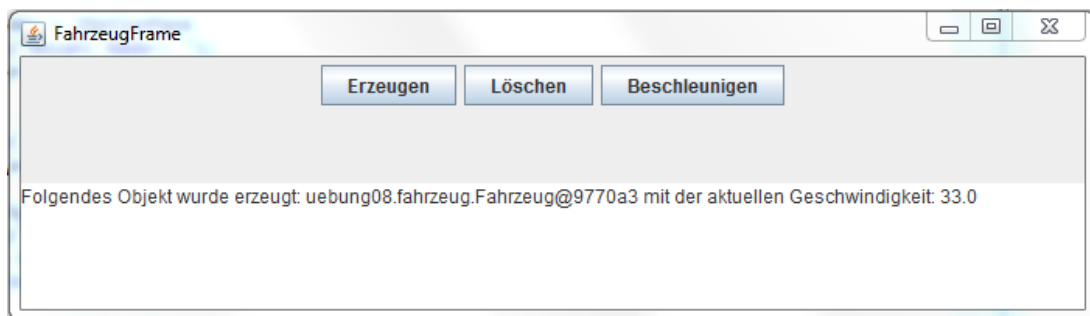 FahrzeugFrame
Erzeugen Löschen Beschleunigen
Folgendes Objekt wurde erzeugt: uebung08.fahrzeug.Fahrzeug@9770a3 mit der aktuellen Geschwindigkeit: 33.0